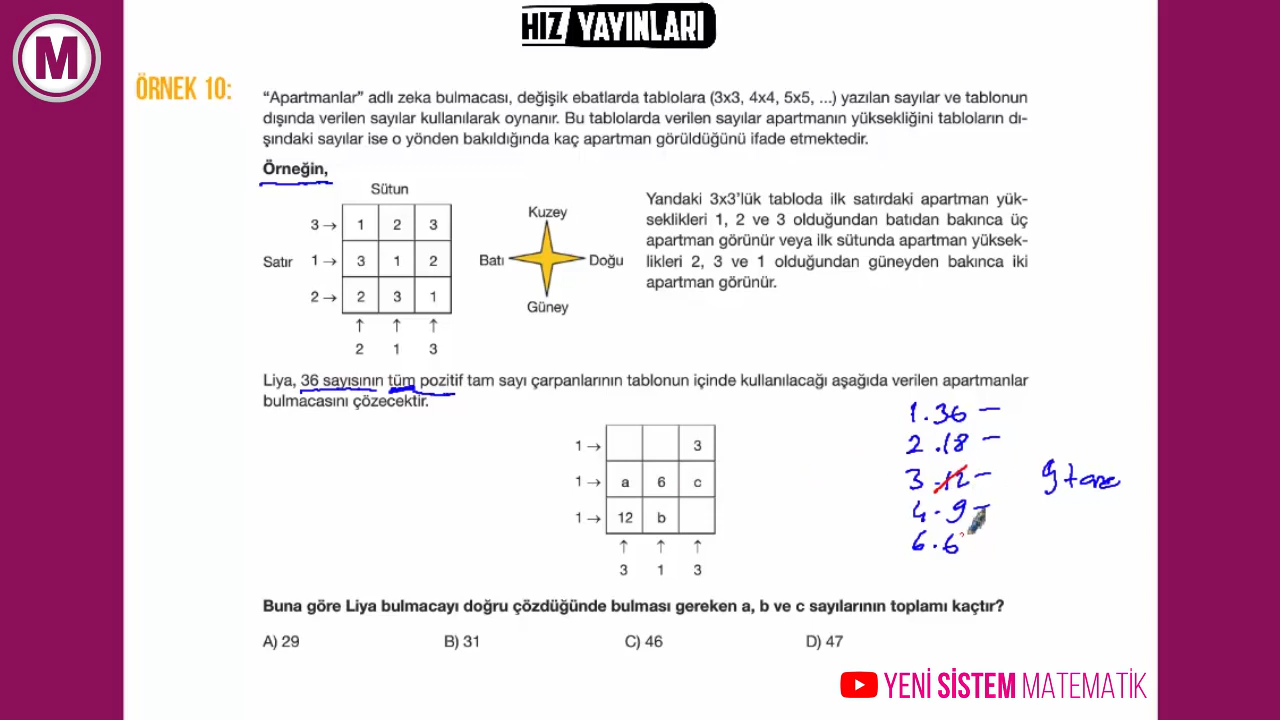 M
HIZ YAYINLARI
ÖRNEK 10:
“Apartmanlar” adlı zeka bulmacası, değişik ebatlarda tablolara (3x3, 4x4, 5x5, ...) yazılan sayılar ve tablonun
dışında verilen sayılar kullanılarak oynanır. Bu tablolarda verilen sayılar apartmanın yüksekliğini tabloların dı-
şındaki sayılar ise o yönden bakıldığında kaç apartman görüldüğünü ifade etmektedir.
Örneğin,
Sütun
3 → 1 2 3
Satır 1 → 3 1 2
2 → 2 3 1
↑ ↑ ↑
2 1 3
Kuzey
Batı Doğu
Güney
Yandaki 3x3’lük tabloda ilk satırdaki apartman yük-
seklikleri 1, 2 ve 3 olduğundan batıdan bakınca üç
apartman görünür veya ilk sütunda apartman yüksek-
likleri 2, 3 ve 1 olduğundan güneyden bakınca iki
apartman görünür.
Liya, 36 sayısının tüm pozitif tam sayı çarpanlarının tablonun içinde kullanılacağı aşağıda verilen apartmanlar
bulmacasını çözecektir.
1 → 3
1 → a 6 c
1 → 12 b
↑ ↑ ↑
3 1 3
1.36 –
2.18 –
3.12 –
4.9 –
6.6
9 tane
Buna göre Liya bulmacayı doğru çözdüğünde bulması gereken a, b ve c sayılarının toplamı kaçtır?
A) 29 B) 31 C) 46 D) 47
YENİ SİSTEM MATEMATİK